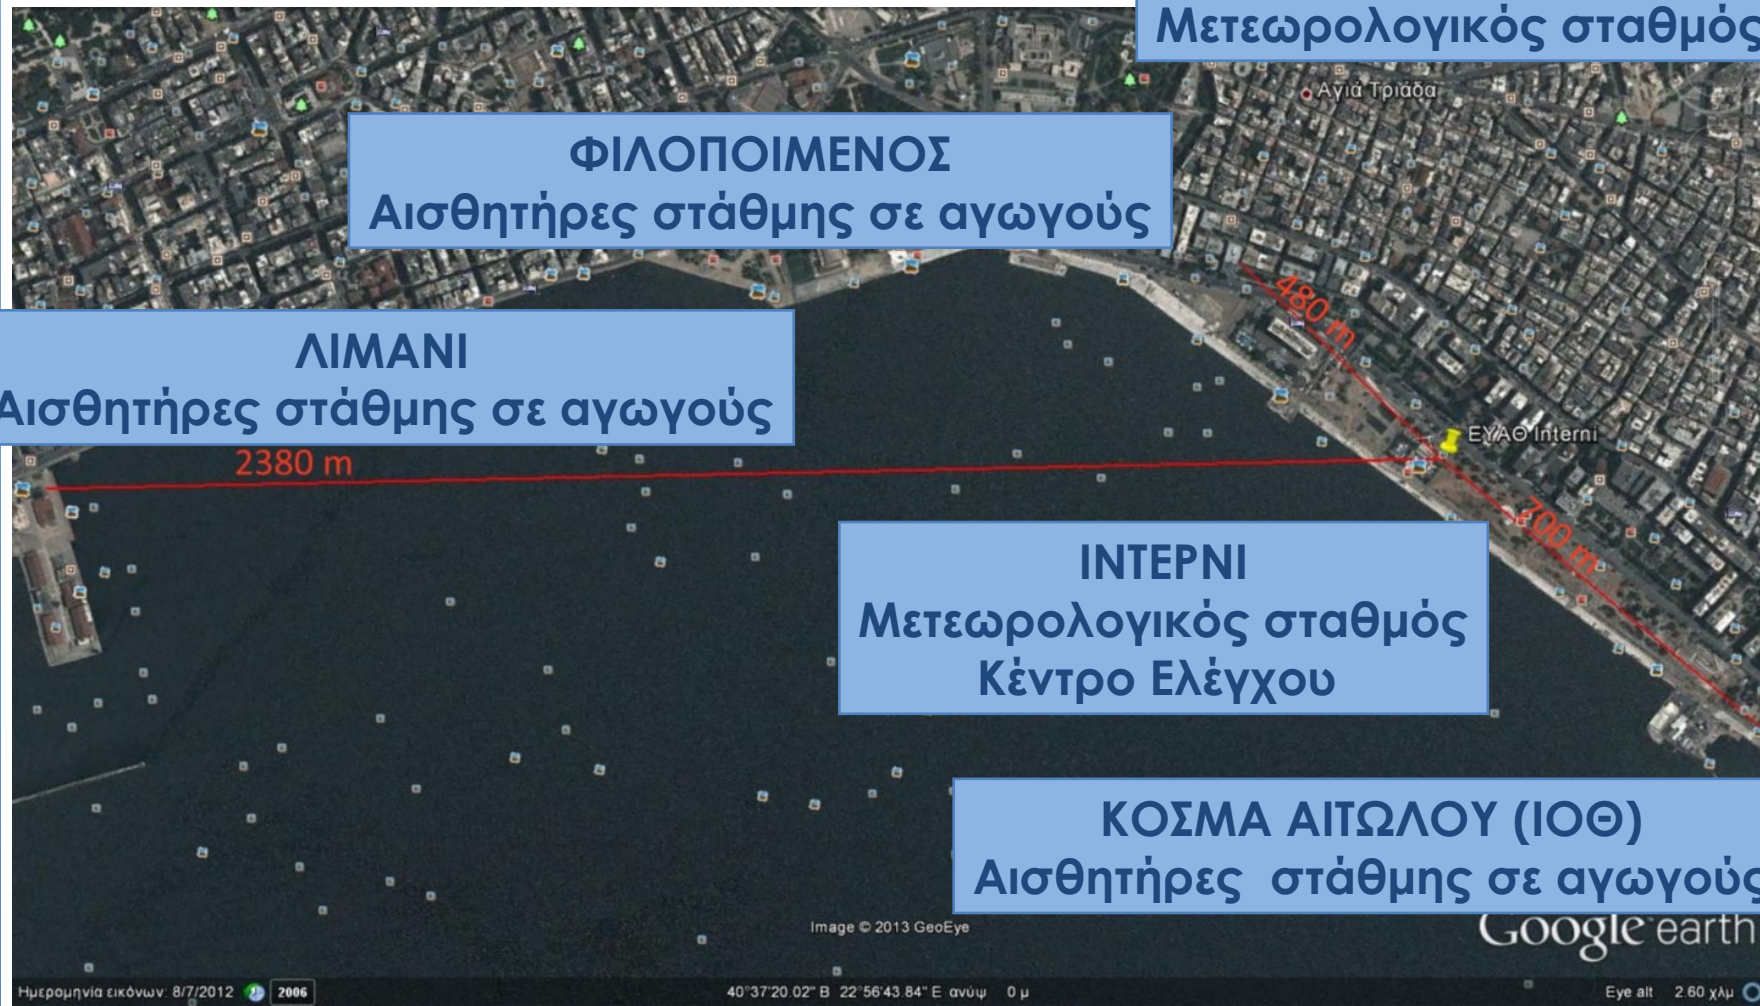 Μετεωρολογικός σταθμός
Αγία Τριάδα
ΦΙΛΟΠΟΙΜΕΝΟΣ
Αισθητήρες στάθμης σε αγωγούς
480 m
ΛΙΜΑΝΙ
Αισθητήρες στάθμης σε αγωγούς
ΕΥΑΘ Interni
2380 m
700 m
ΙΝΤΕΡΝΙ
Μετεωρολογικός σταθμός
Κέντρο Ελέγχου
ΚΟΣΜΑ ΑΙΤΩΛΟΥ (ΙΟΘ)
Αισθητήρες στάθμης σε αγωγούς
Image © 2013 GeoEye
Google earth
Ημερομηνία εικόνων: 8/7/2012 2006 40°37'20.02" Β 22°56'43.84" Ε ανύψ 0 μ Eye alt 2.60 χλμ